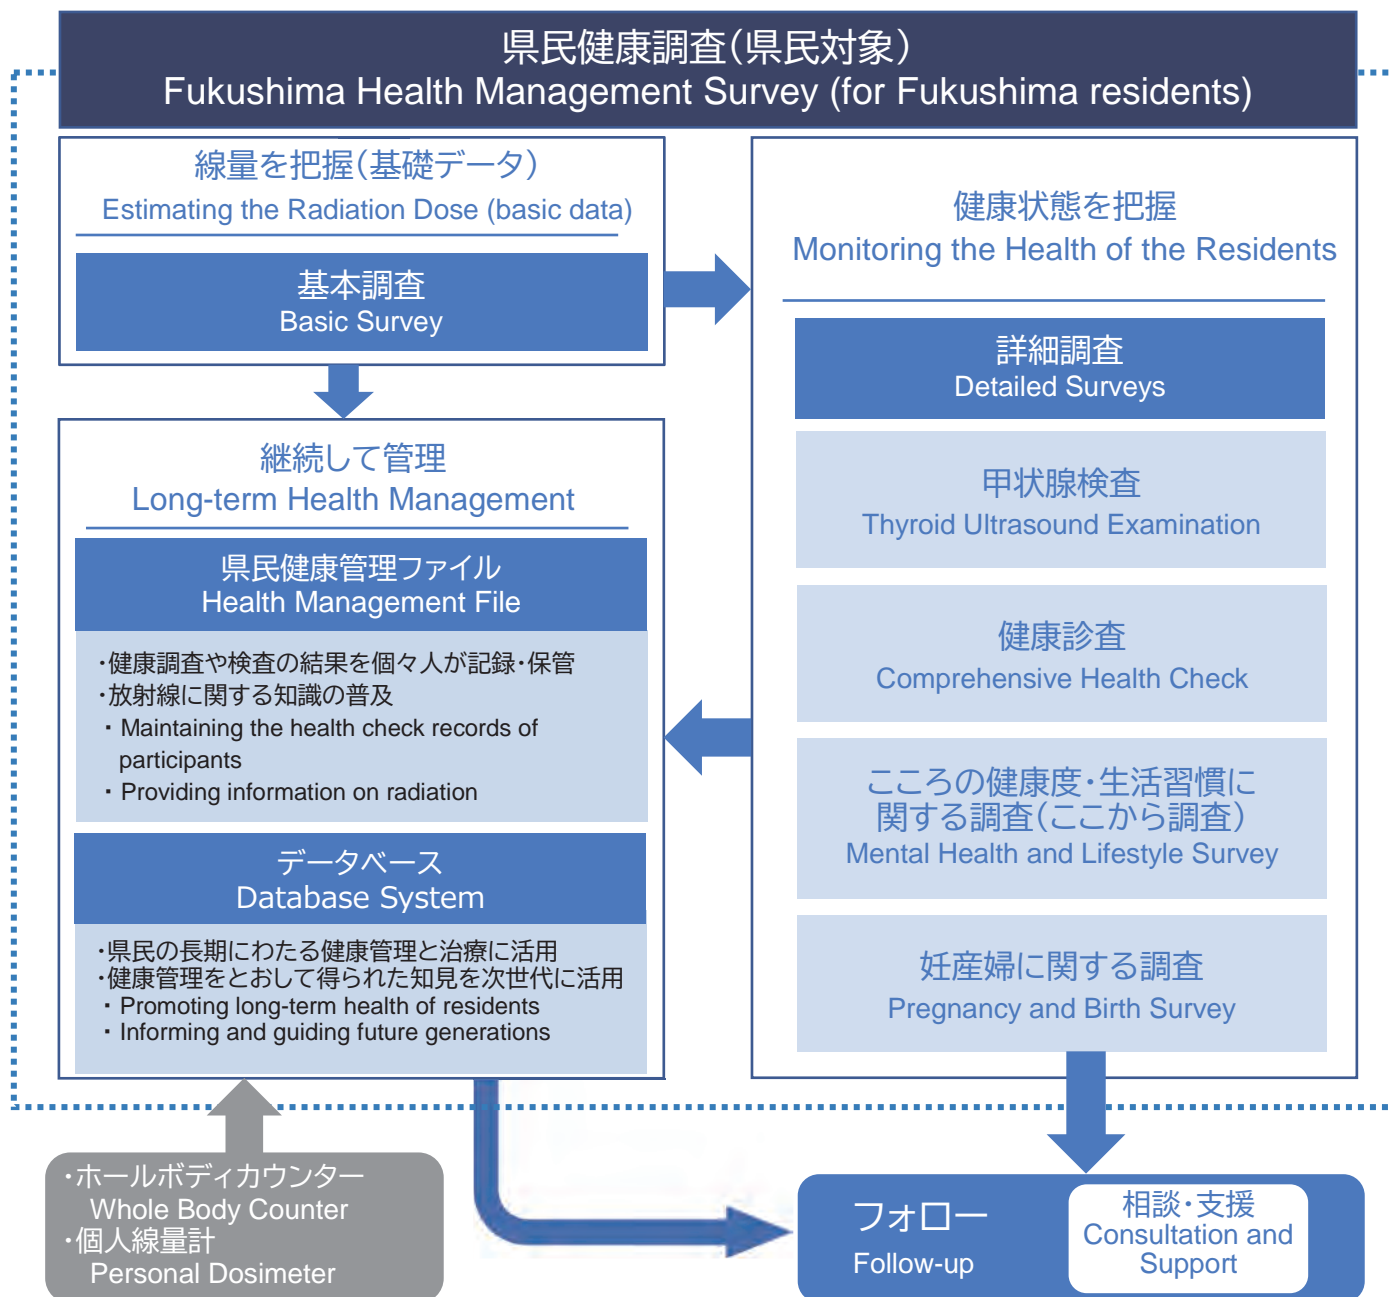 県民健康調査(県民対象)
Fukushima Health Management Survey (for Fukushima residents)
線量を把握(基礎データ)
Estimating the Radiation Dose (basic data)
基本調査
Basic Survey
継続して管理
Long-term Health Management
県民健康管理ファイル
Health Management File
・健康調査や検査の結果を個々人が記録・保管
・放射線に関する知識の普及
・Maintaining the health check records of
participants
・Providing information on radiation
データベース
Database System
・県民の長期にわたる健康管理と治療に活用
・健康管理をとおして得られた知見を次世代に活用
・Promoting long-term health of residents
・Informing and guiding future generations
健康状態を把握
Monitoring the Health of the Residents
詳細調査
Detailed Surveys
甲状腺検査
Thyroid Ultrasound Examination
健康診査
Comprehensive Health Check
こころの健康度・生活習慣に
関する調査(ここから調査)
Mental Health and Lifestyle Survey
妊産婦に関する調査
Pregnancy and Birth Survey
・ホールボディカウンター
Whole Body Counter
・個人線量計
Personal Dosimeter
フォロー
Follow-up
相談・支援
Consultation and
Support